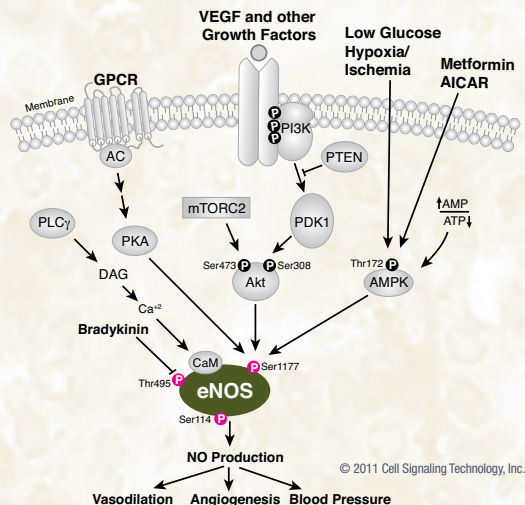 VEGF and other
Growth Factors
Low Glucose
Hypoxia/
Ischemia
Metformin
AICAR
GPCR
Membrane
AC
P
P
P
PI3K
PTEN
AMP
ATP
mTORC2
PDK1
PLCγ
PKA
Ser473
P
P
Ser308
Akt
Thr172
P
AMPK
DAG
Ca+2
Bradykinin
CaM
P
Ser1177
Thr495
P
eNOS
Ser114
P
NO Production
© 2011 Cell Signaling Technology, Inc.
Vasodilation
Angiogenesis
Blood Pressure